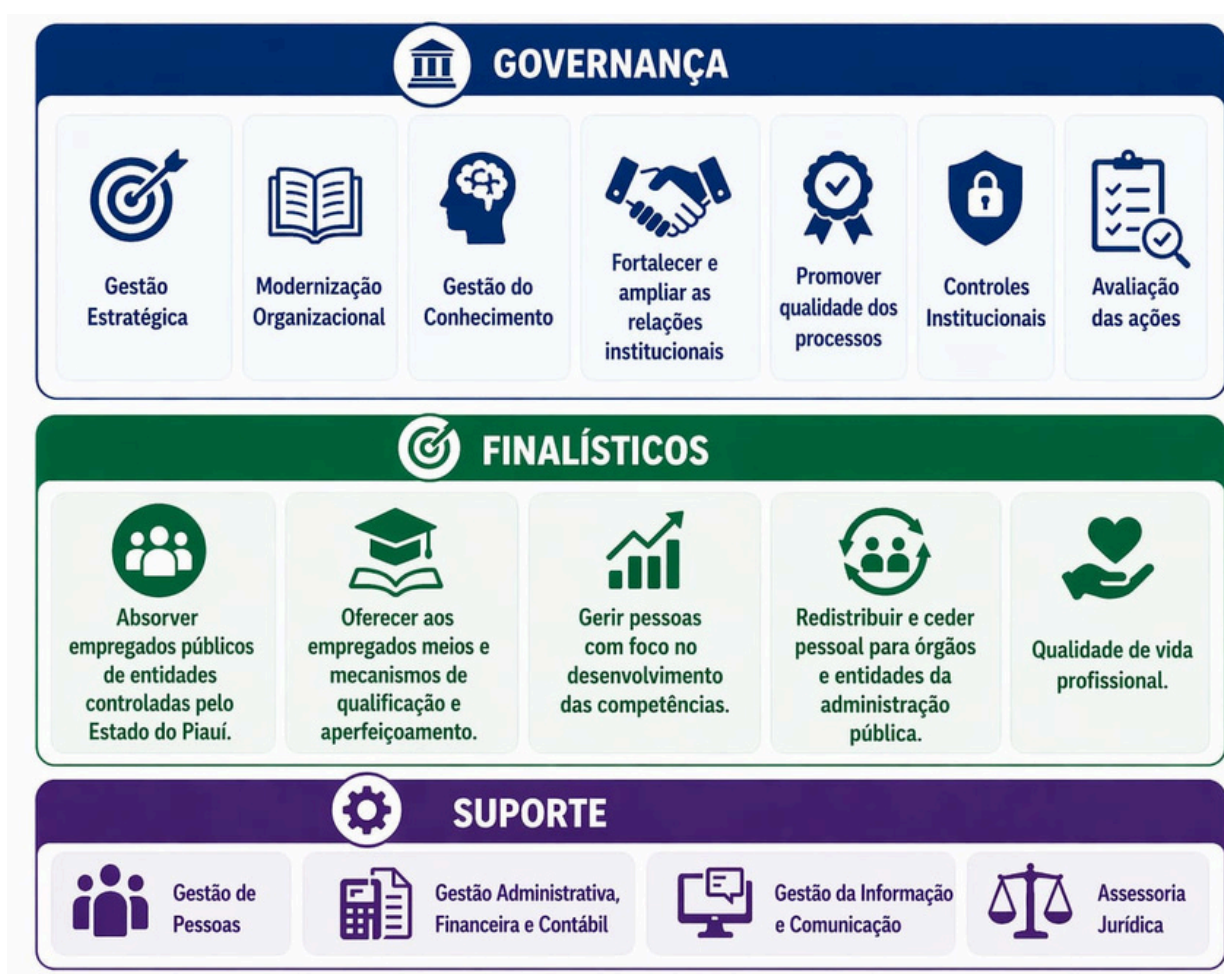 GOVERNANÇA
Gestão
Estratégica
Modernização
Organizacional
Gestão do
Conhecimento
Fortalecer e
ampliar as
relações
institucionais
Promover
qualidade dos
processos
Controles
Institucionais
Avaliação
das ações
FINALÍSTICOS
Absorver
empregados públicos
de entidades
controladas pelo
Estado do Piauí.
Oferecer aos
empregados meios e
mecanismos de
qualificação e
aperfeiçoamento.
Gerir pessoas
com foco no
desenvolvimento
das competências.
Redistribuir e ceder
pessoal para órgãos
e entidades da
administração
pública.
Qualidade de vida
profissional.
SUPORTE
Gestão de
Pessoas
Gestão Administrativa,
Financeira e Contábil
Gestão da Informação
e Comunicação
Assessoria
Jurídica